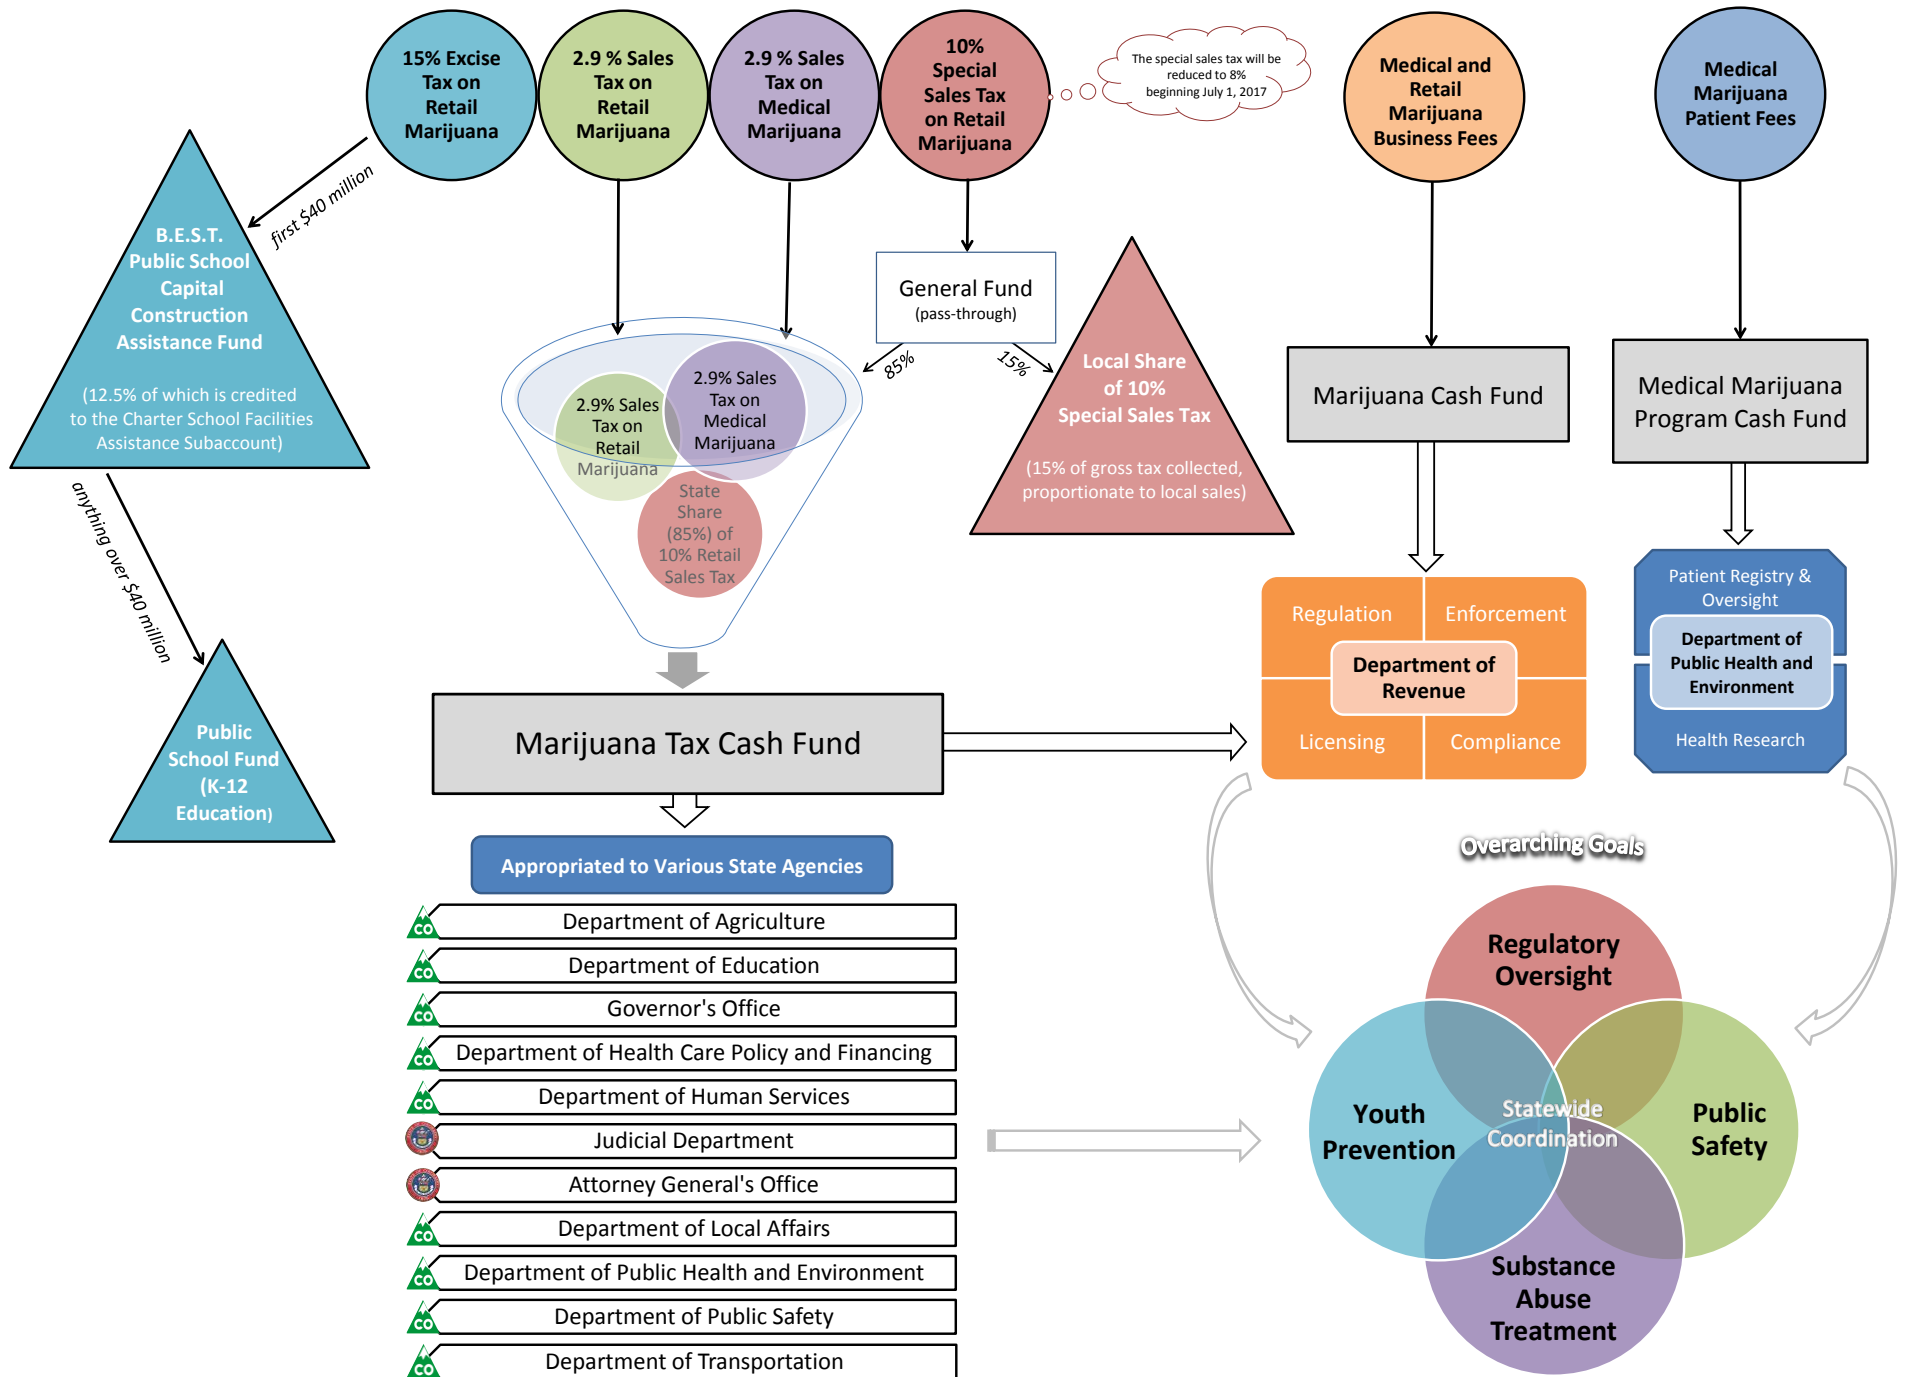 15% Excise
Tax on
Retail
Marijuana
2.9 % Sales
Tax on
Retail
Marijuana
2.9 % Sales
Tax on
Medical
Marijuana
10%
Special
Sales Tax
on Retail
Marijuana
The special sales tax will be
reduced to 8%
beginning July 1, 2017
Medical and
Retail
Marijuana
Business Fees
Medical
Marijuana
Patient Fees
first $40 million
B.E.S.T.
Public School
Capital
Construction
Assistance Fund
(12.5% of which is credited
to the Charter School Facilities
Assistance Subaccount)
anything over $40 million
Public
School Fund
(K-12
Education)
General Fund
(pass-through)
85%
15%
Local Share
of 10%
Special Sales Tax
(15% of gross tax collected,
proportionate to local sales)
2.9% Sales
Tax on
Retail
Marijuana
2.9% Sales
Tax on
Medical
Marijuana
State
Share
(85%) of
10% Retail
Sales Tax
Marijuana Cash Fund
Medical Marijuana
Program Cash Fund
Regulation
Enforcement
Department of
Revenue
Licensing
Compliance
Patient Registry &
Oversight
Department of
Public Health and
Environment
Health Research
Marijuana Tax Cash Fund
Appropriated to Various State Agencies
CO
Department of Agriculture
CO
Department of Education
CO
Governor's Office
CO
Department of Health Care Policy and Financing
CO
Department of Human Services
Judicial Department
Attorney General's Office
CO
Department of Local Affairs
CO
Department of Public Health and Environment
CO
Department of Public Safety
CO
Department of Transportation
Overarching Goals
Regulatory
Oversight
Youth
Prevention
Statewide
Coordination
Public
Safety
Substance
Abuse
Treatment